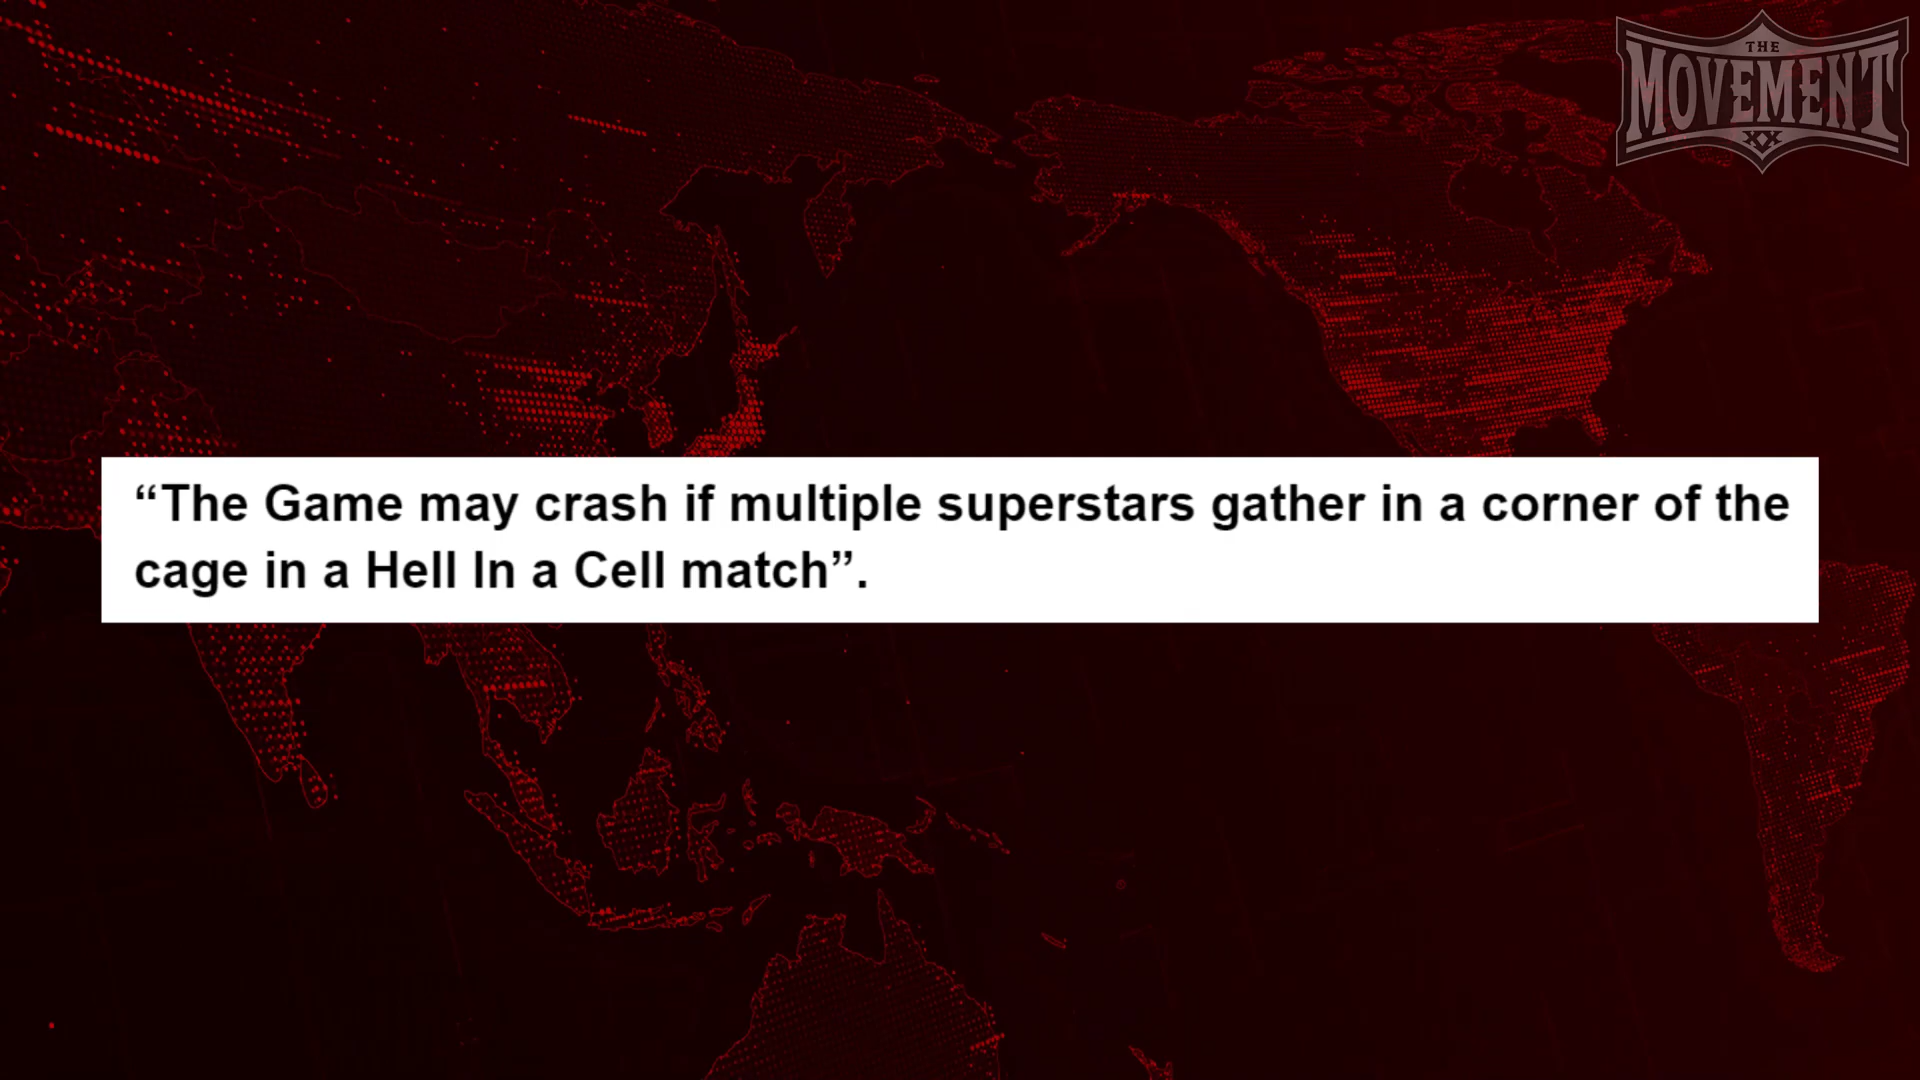 THE
MOVEMENT
XX
“The Game may crash if multiple superstars gather in a corner of the
cage in a Hell In a Cell match”.